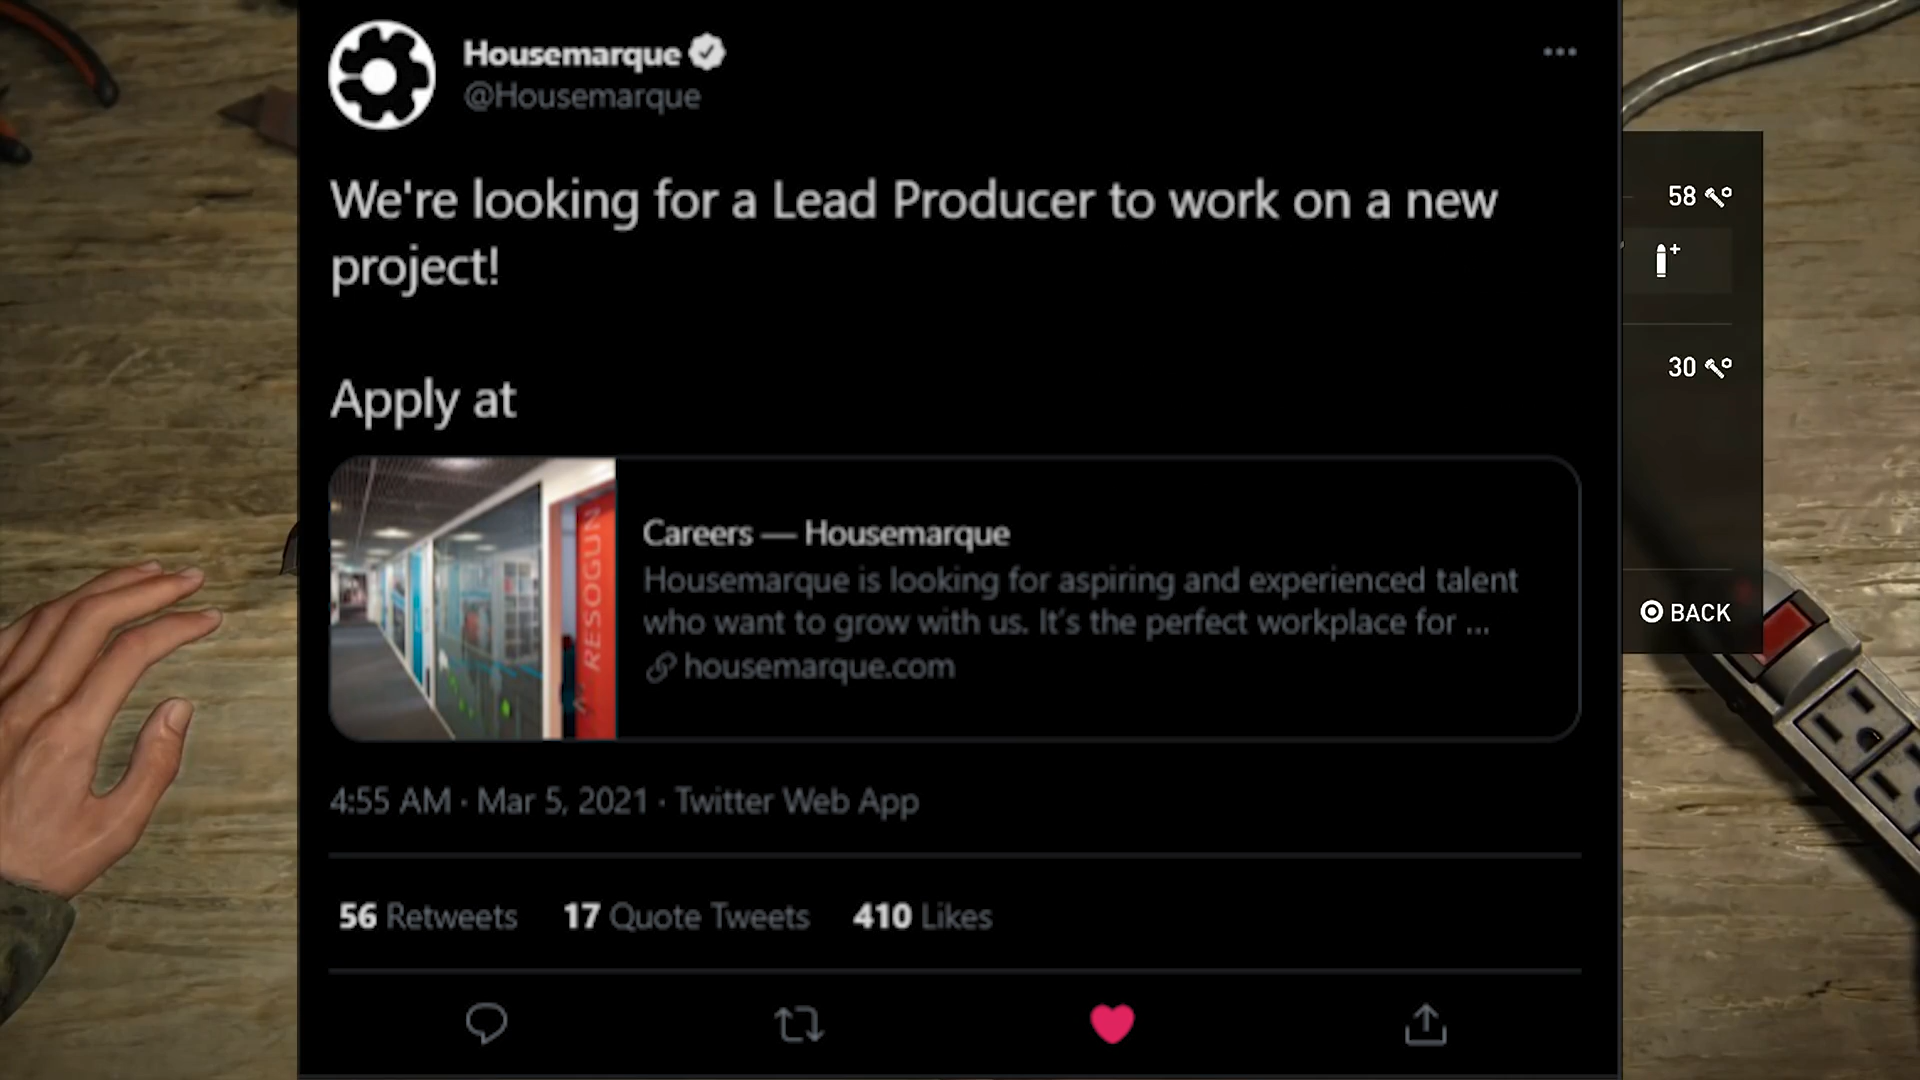 Housemarque
@Housemarque
We're looking for a Lead Producer to work on a new
project!
Apply at
RESOGUN
Careers — Housemarque
Housemarque is looking for aspiring and experienced talent
who want to grow with us. It's the perfect workplace for ...
housemarque.com
4:55 AM · Mar 5, 2021 · Twitter Web App
56 Retweets 17 Quote Tweets 410 Likes
58
30
BACK